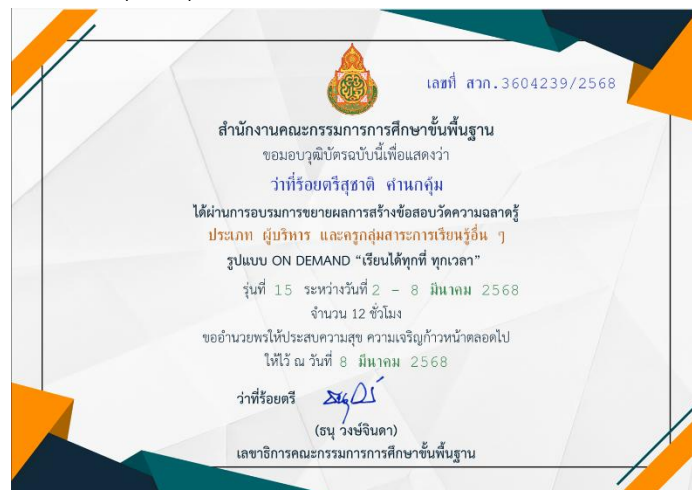 เลขที่ สวก.3604239/2568
สำนักงานคณะกรรมการการศึกษาขั้นพื้นฐาน
ขอมอบวุฒิบัตรฉบับนี้เพื่อแสดงว่า
ว่าที่ร้อยตรีสุชาติ คำนกคุ้ม
ได้ผ่านการอบรมการขยายผลการสร้างข้อสอบวัดความฉลาดรู้
ประเภท ผู้บริหาร และครูกลุ่มสาระการเรียนรู้อื่น ๆ
รูปแบบ ON DEMAND “เรียนได้ทุกที่ ทุกเวลา”
รุ่นที่ 15 ระหว่างวันที่ 2 - 8 มีนาคม 2568
จำนวน 12 ชั่วโมง
ขออำนวยพรให้ประสบความสุข ความเจริญก้าวหน้าตลอดไป
ให้ไว้ ณ วันที่ 8 มีนาคม 2568
ว่าที่ร้อยตรี
(ธนุ วงษ์จินดา)
เลขาธิการคณะกรรมการการศึกษาขั้นพื้นฐาน